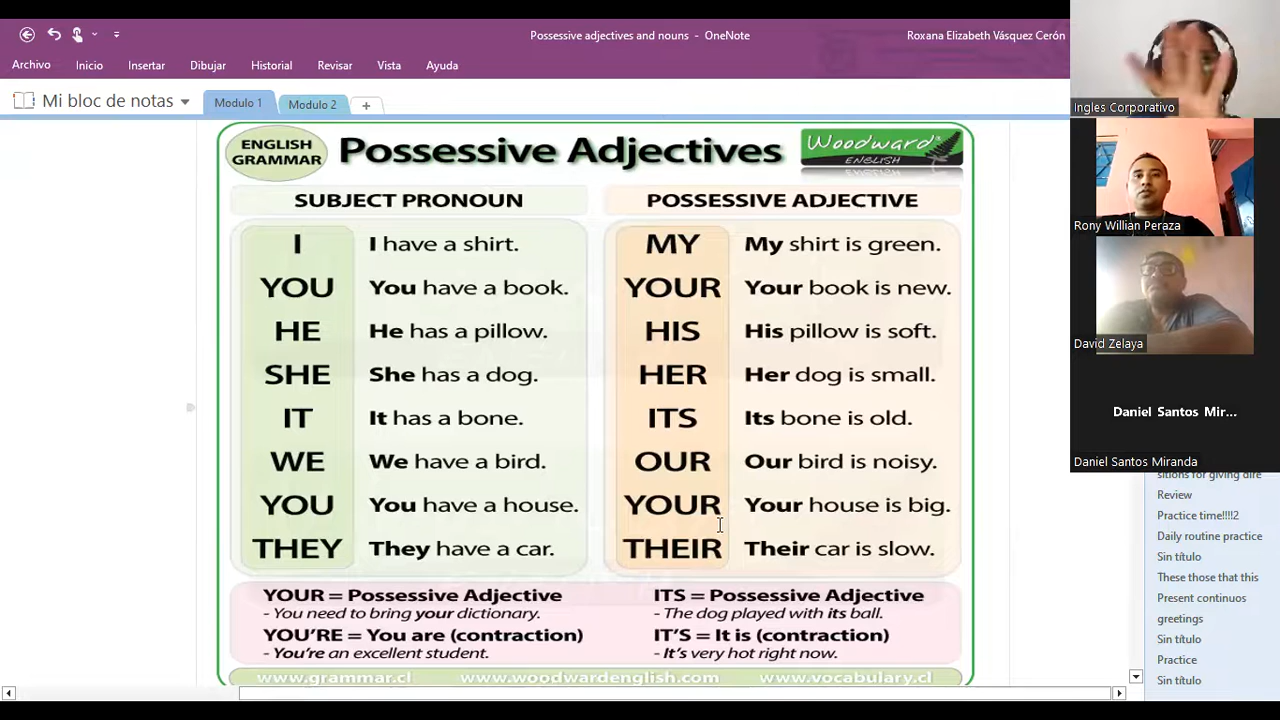 Possessive adjectives and nouns - OneNote
Roxana Elizabeth Vásquez Cerón
Archivo Inicio Insertar Dibujar Historial Revisar Vista Ayuda
Mi bloc de notas Modulo 1 Modulo 2
ENGLISH GRAMMAR
Possessive Adjectives
Woodward
ENGLISH
SUBJECT PRONOUN POSSESSIVE ADJECTIVE
I I have a shirt. MY My shirt is green.
YOU You have a book. YOUR Your book is new.
HE He has a pillow. HIS His pillow is soft.
SHE She has a dog. HER Her dog is small.
IT It has a bone. ITS Its bone is old.
WE We have a bird. OUR Our bird is noisy.
YOU You have a house. YOUR Your house is big.
THEY They have a car. THEIR Their car is slow.
YOUR = Possessive Adjective
- You need to bring your dictionary.
YOU'RE = You are (contraction)
- You're an excellent student.
ITS = Possessive Adjective
- The dog played with its ball.
IT'S = It is (contraction)
- It's very hot right now.
www.grammar.cl www.woodwardenglish.com www.vocabulary.cl
Ingles Corporativo
Rony Willian Peraza
David Zelaya
Daniel Santos Mir...
Daniel Santos Miranda
sitions for giving dire
Review
Practice time!!!!2
Daily routine practice
Sin título
These those that this
Present continuos
greetings
Sin título
Practice
Sin título